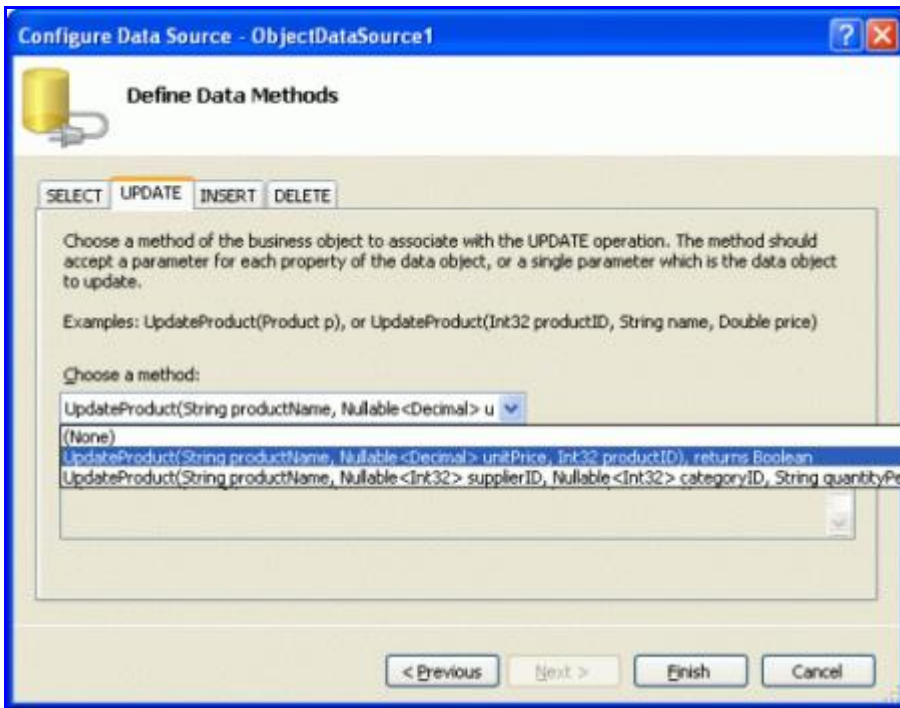 Configure Data Source - ObjectDataSource1
Define Data Methods
SELECT UPDATE INSERT DELETE
Choose a method of the business object to associate with the UPDATE operation. The method should
accept a parameter for each property of the data object, or a single parameter which is the data object
to update.
Examples: UpdateProduct(Product p), or UpdateProduct(Int32 productID, String name, Double price)
Choose a method:
UpdateProduct(String productName, Nullable<Decimal> u
(None)
UpdateProduct(String productName, Nullable<Decimal> unitPrice, Int32 productID), returns Boolean
UpdateProduct(String productName, Nullable<Int32> supplierID, Nullable<Int32> categoryID, String quantityPe
< Previous Next > Finish Cancel